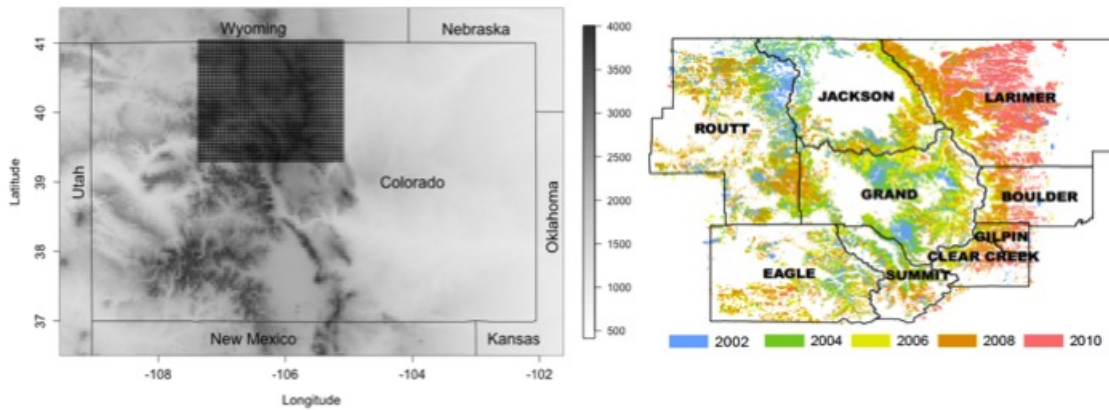 Wyoming
Nebraska
Utah
Colorado
Oklahoma
New Mexico
Kansas
41
40
39
38
37
Latitude
-108
-106
-104
-102
Longitude
4000
3500
3000
2500
2000
1500
1000
500
JACKSON
LARIMER
ROUTT
GRAND
BOULDER
GILPIN
CLEAR CREEK
EAGLE
SUMMIT
2002
2004
2006
2008
2010